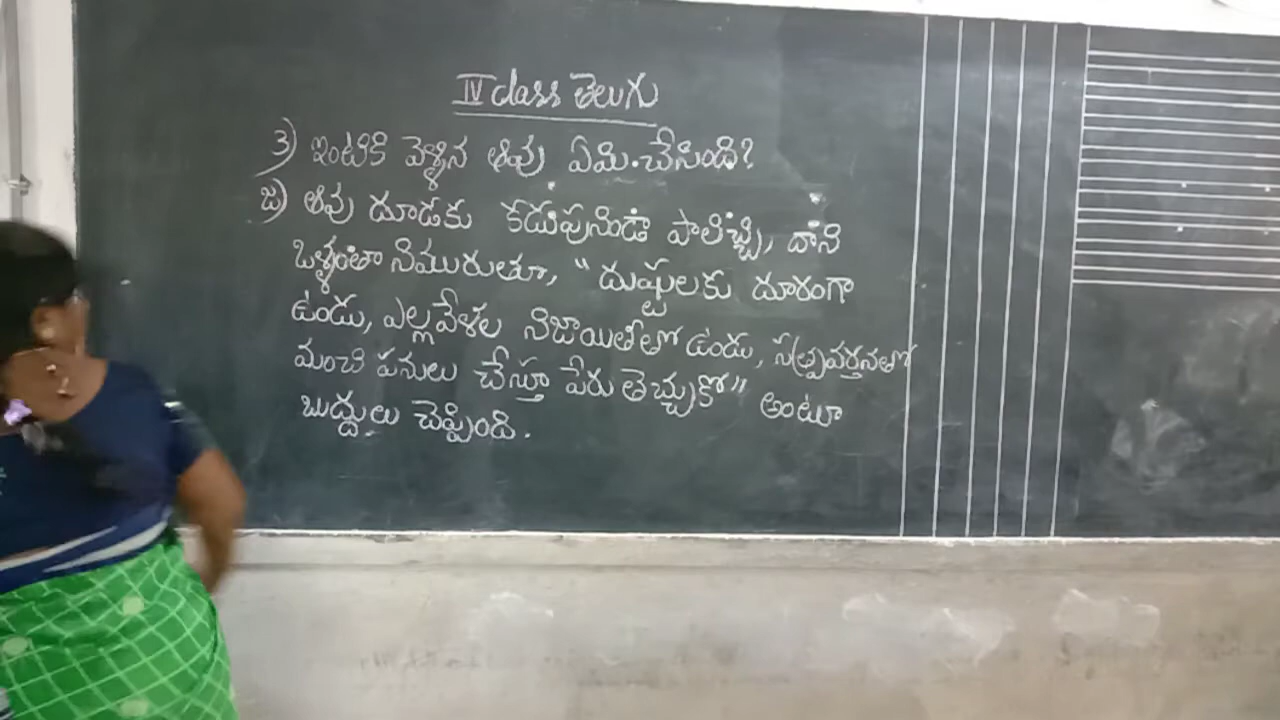 IV class తెలుగు
3) ఇంటికి వెళ్ళిన ఆవు ఏమి చేసింది?
జ) ఆవు దూడకు కడుపునిండా పాలిచ్చి, దాని
ఒళ్ళంతా నిమురుతూ, "దుష్టులకు దూరంగా
ఉండు, ఎల్లవేళల నిజాయితీతో ఉండు, సత్ప్రవర్తనతో
మంచి పనులు చేస్తూ పేరు తెచ్చుకో" అంటూ
బుద్ధులు చెప్పింది.